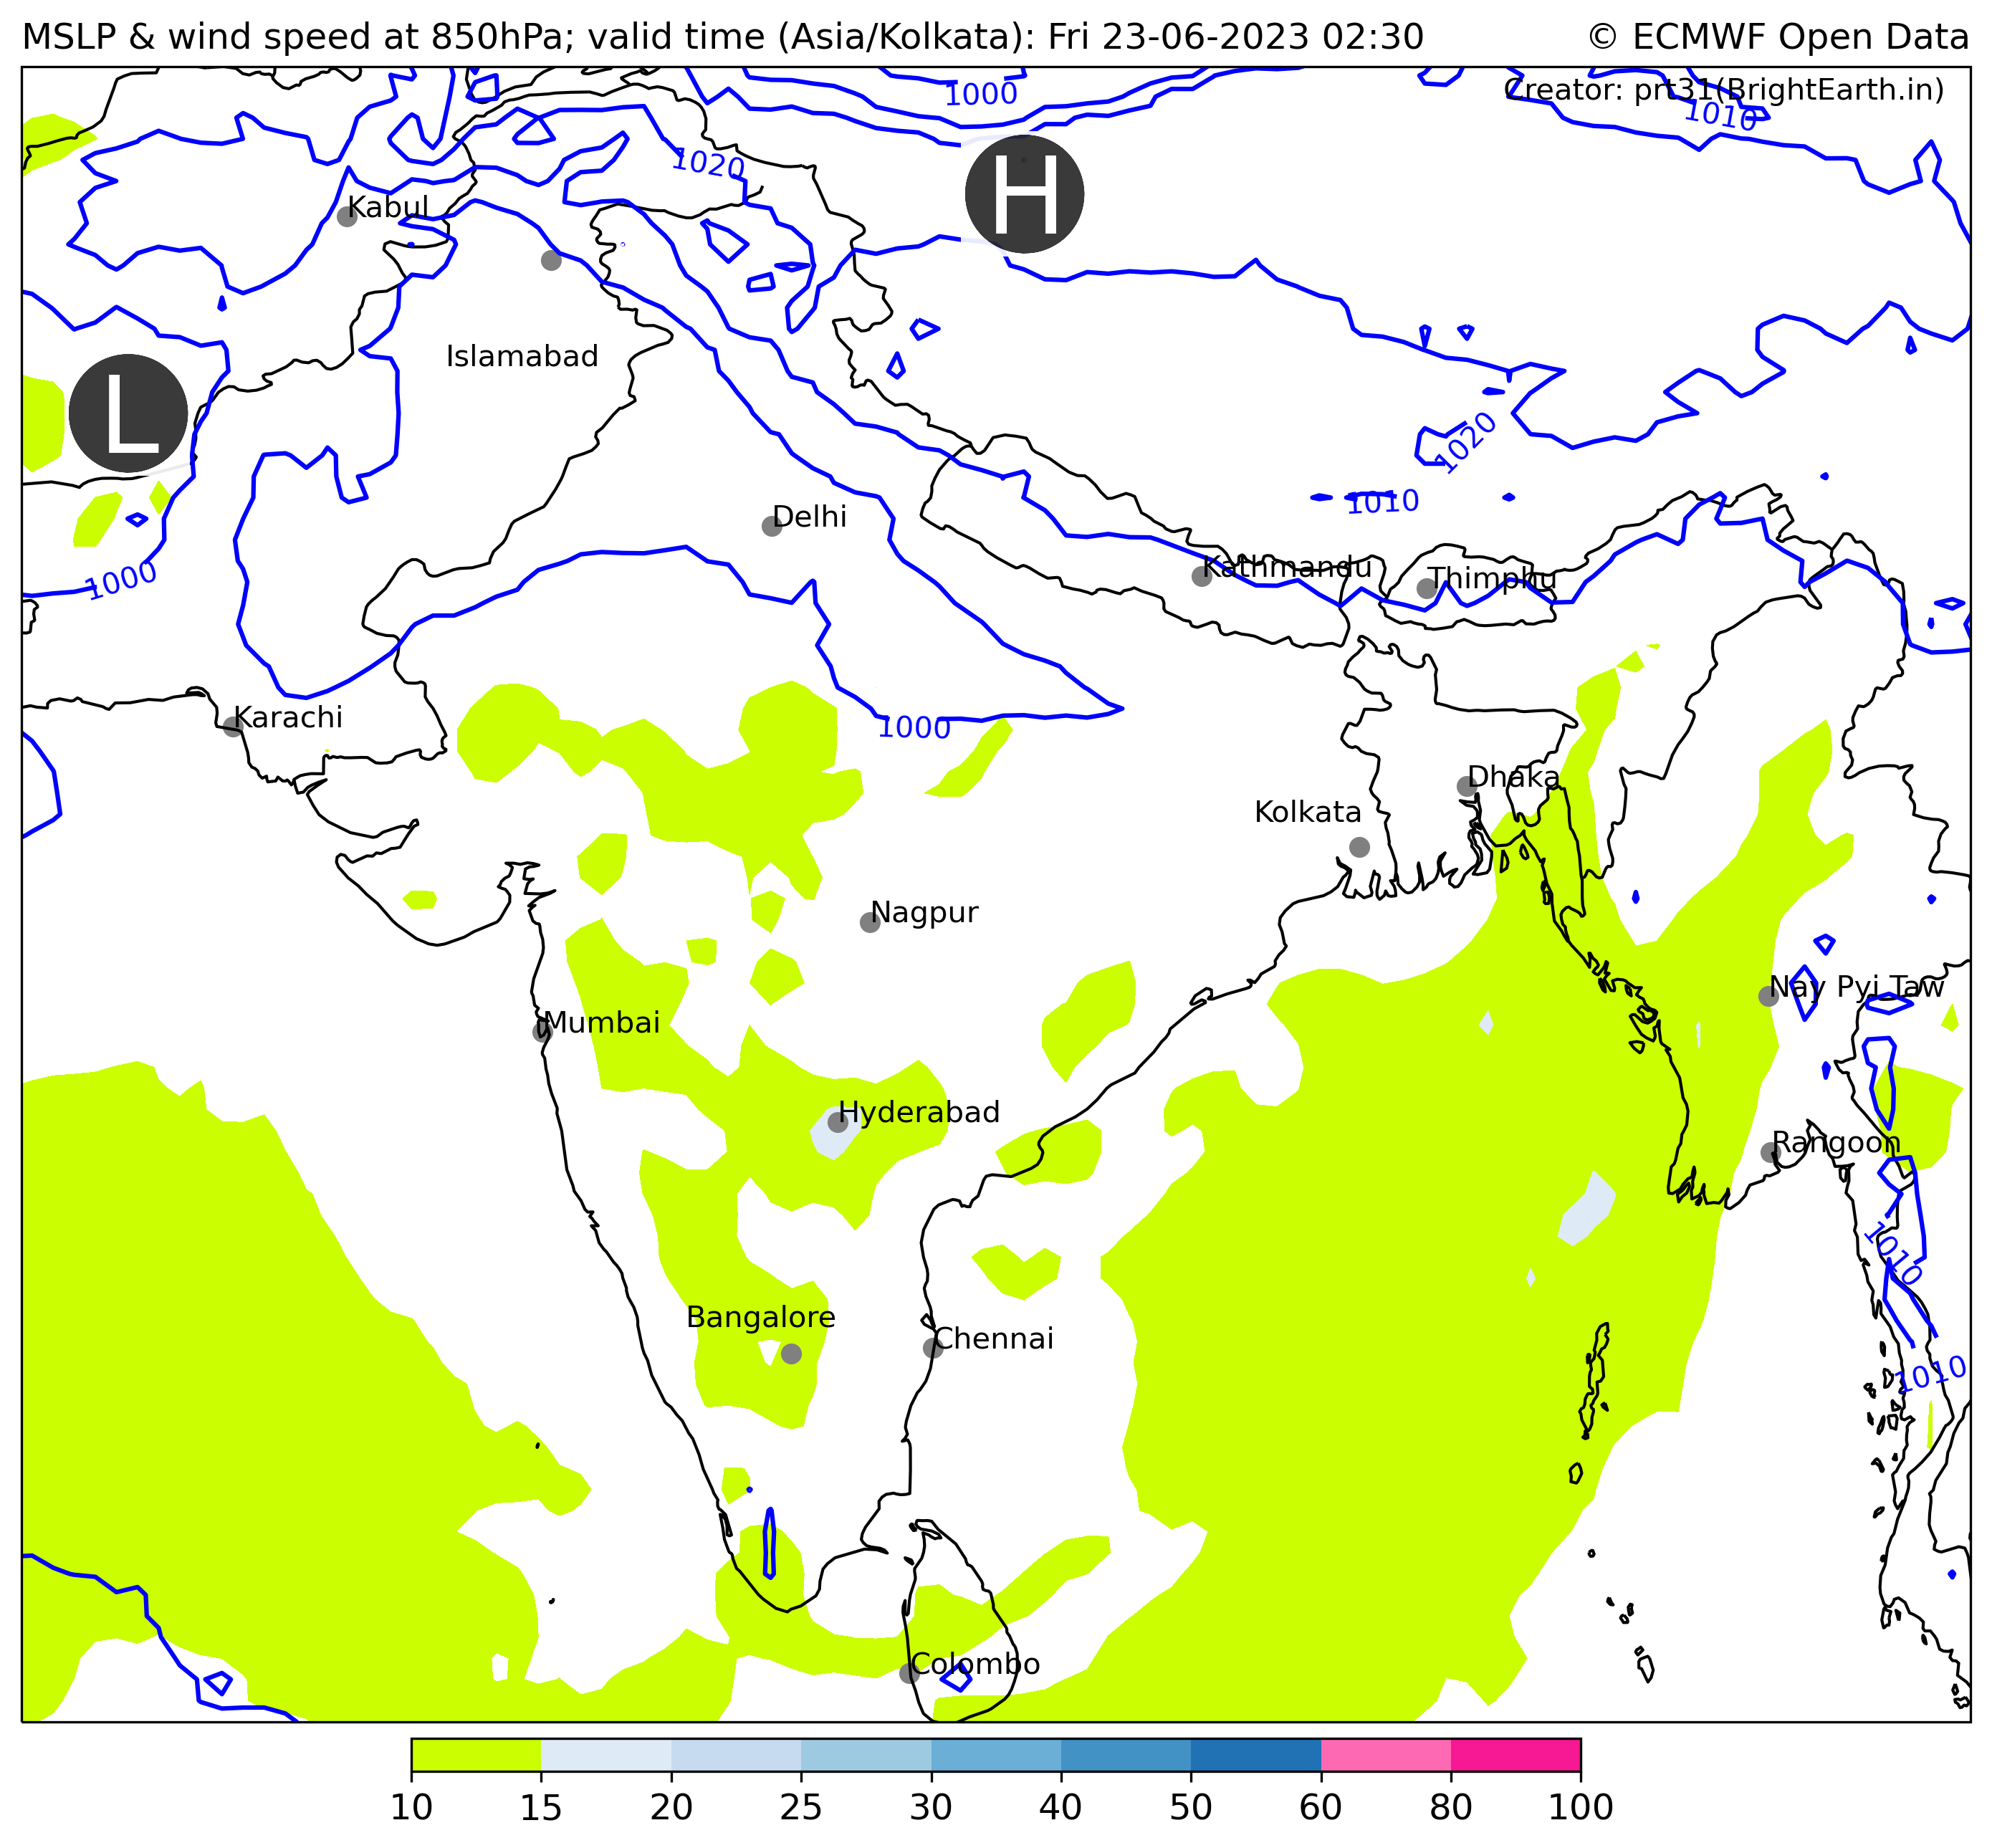 MSLP & wind speed at 850hPa; valid time (Asia/Kolkata): Fri 23-06-2023 02:30
© ECMWF Open Data
Creator: prt31(BrightEarth.in)
1000
1010
H
1020
Kabul
Islamabad
L
1020
1010
Delhi
1000
Kathmandu
Thimphu
Karachi
1000
Dhaka
Kolkata
Nagpur
Nay Pyi Taw
Mumbai
Hyderabad
Rangoon
1010
Bangalore
Chennai
1010
Colombo
10 15 20 25 30 40 50 60 80 100